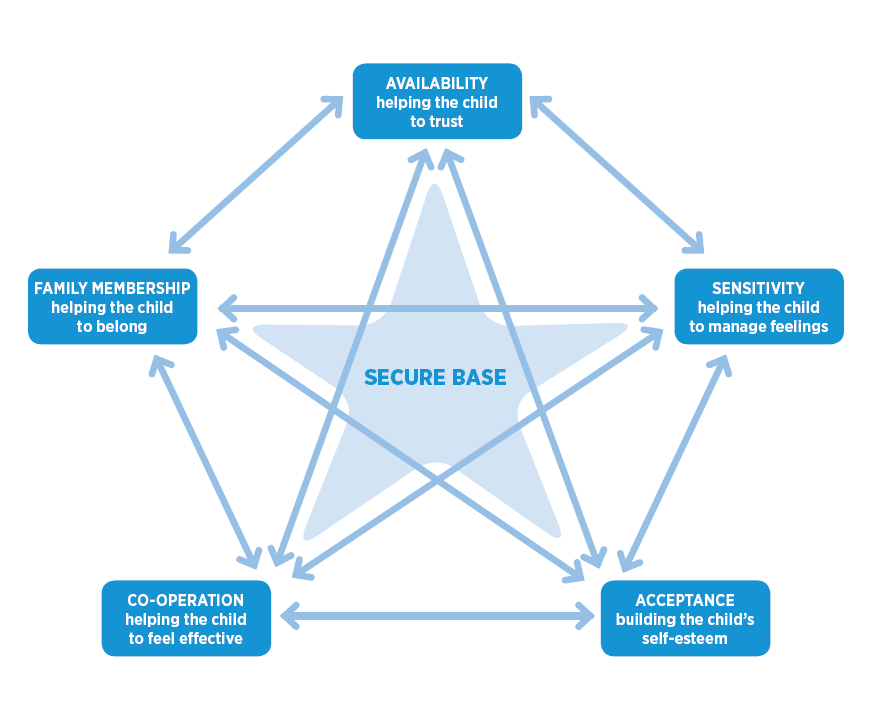 AVAILABILITY
helping the child
to trust
FAMILY MEMBERSHIP
helping the child
to belong
SENSITIVITY
helping the child
to manage feelings
SECURE BASE
CO-OPERATION
helping the child
to feel effective
ACCEPTANCE
building the child’s
self-esteem